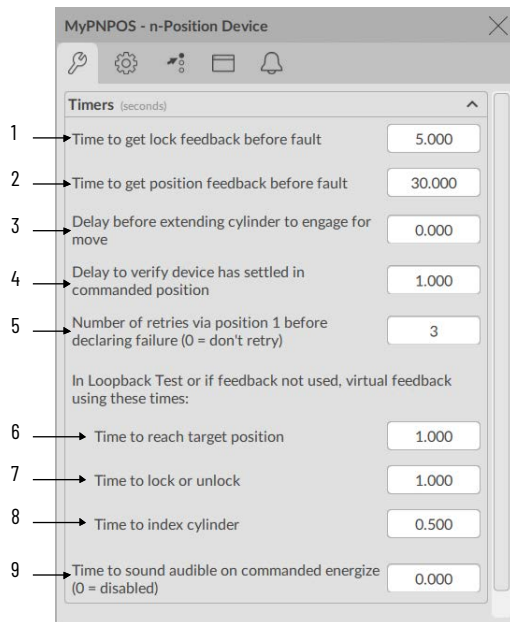 MyPNPOS - n-Position Device
Timers (seconds)
1 Time to get lock feedback before fault 5.000
2 Time to get position feedback before fault 30.000
3 Delay before extending cylinder to engage for
move 0.000
4 Delay to verify device has settled in
commanded position 1.000
5 Number of retries via position 1 before
declaring failure (0 = don't retry) 3
In Loopback Test or if feedback not used, virtual feedback
using these times:
6 Time to reach target position 1.000
7 Time to lock or unlock 1.000
8 Time to index cylinder 0.500
9 Time to sound audible on commanded energize
(0 = disabled) 0.000